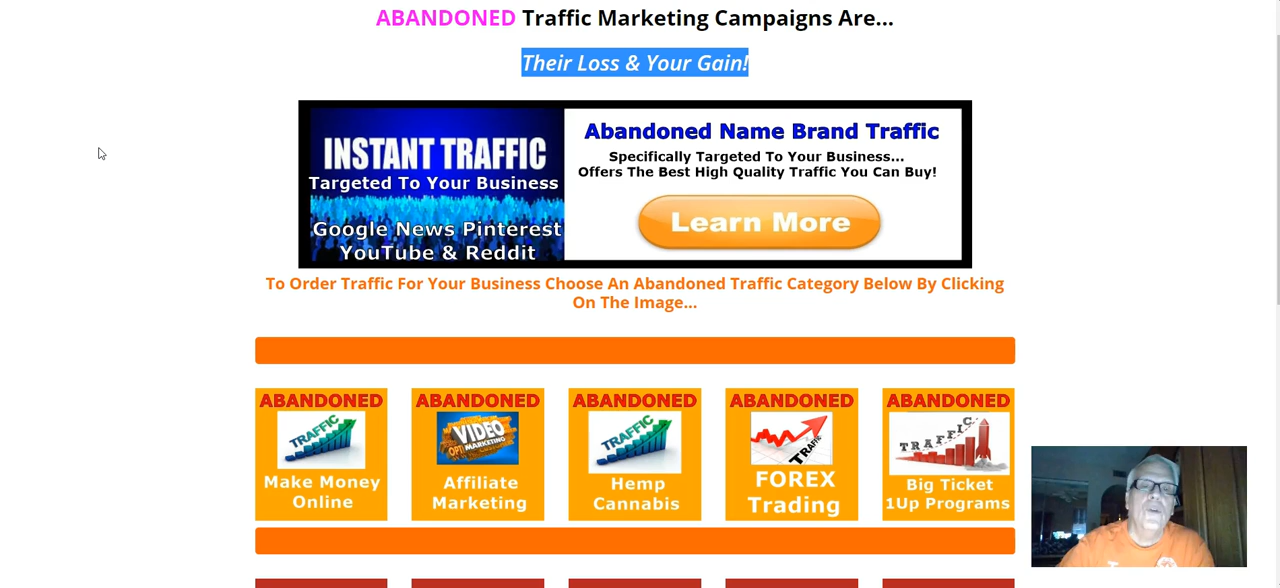 ABANDONED Traffic Marketing Campaigns Are...
Their Loss & Your Gain!
INSTANT TRAFFIC
Targeted To Your Business
Google News Pinterest
YouTube & Reddit
Abandoned Name Brand Traffic
Specifically Targeted To Your Business...
Offers The Best High Quality Traffic You Can Buy!
Learn More
To Order Traffic For Your Business Choose An Abandoned Traffic Category Below By Clicking
On The Image...
ABANDONED
TRAFFIC
Make Money
Online
ABANDONED
VIDEO
MARKETING
Affiliate
Marketing
ABANDONED
TRAFFIC
Hemp
Cannabis
ABANDONED
TRAFFIC
FOREX
Trading
ABANDONED
TRAFFIC
Big Ticket
1Up Programs